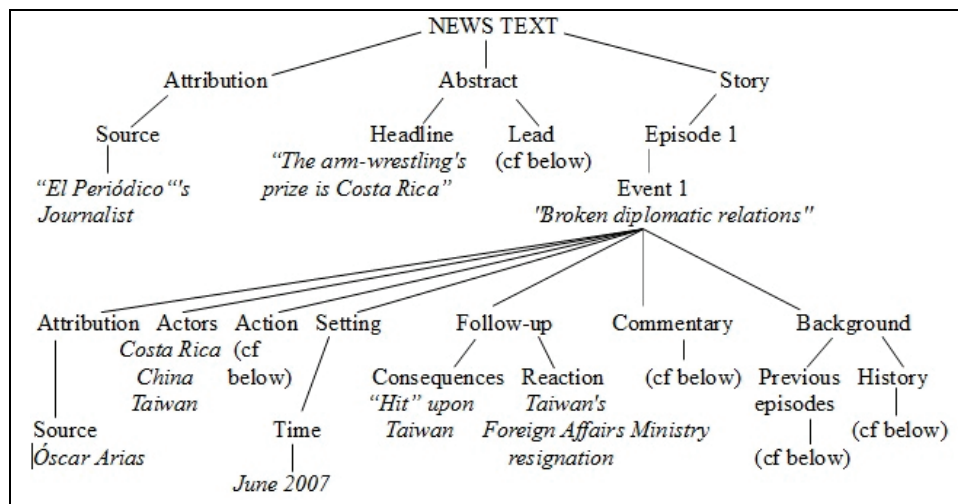 NEWS TEXT
Attribution Abstract Story
Source Headline Lead Episode 1
“The arm-wrestling's (cf below)
prize is Costa Rica”
“El Periódico“'s Event 1
Journalist "Broken diplomatic relations"
Attribution Actors Action Setting Follow-up Commentary Background
Costa Rica (cf
China below)
Taiwan
Consequences Reaction (cf below) Previous History
“Hit” upon Taiwan's episodes (cf below)
Source Time Taiwan Foreign Affairs Ministry
Óscar Arias resignation (cf below)
June 2007